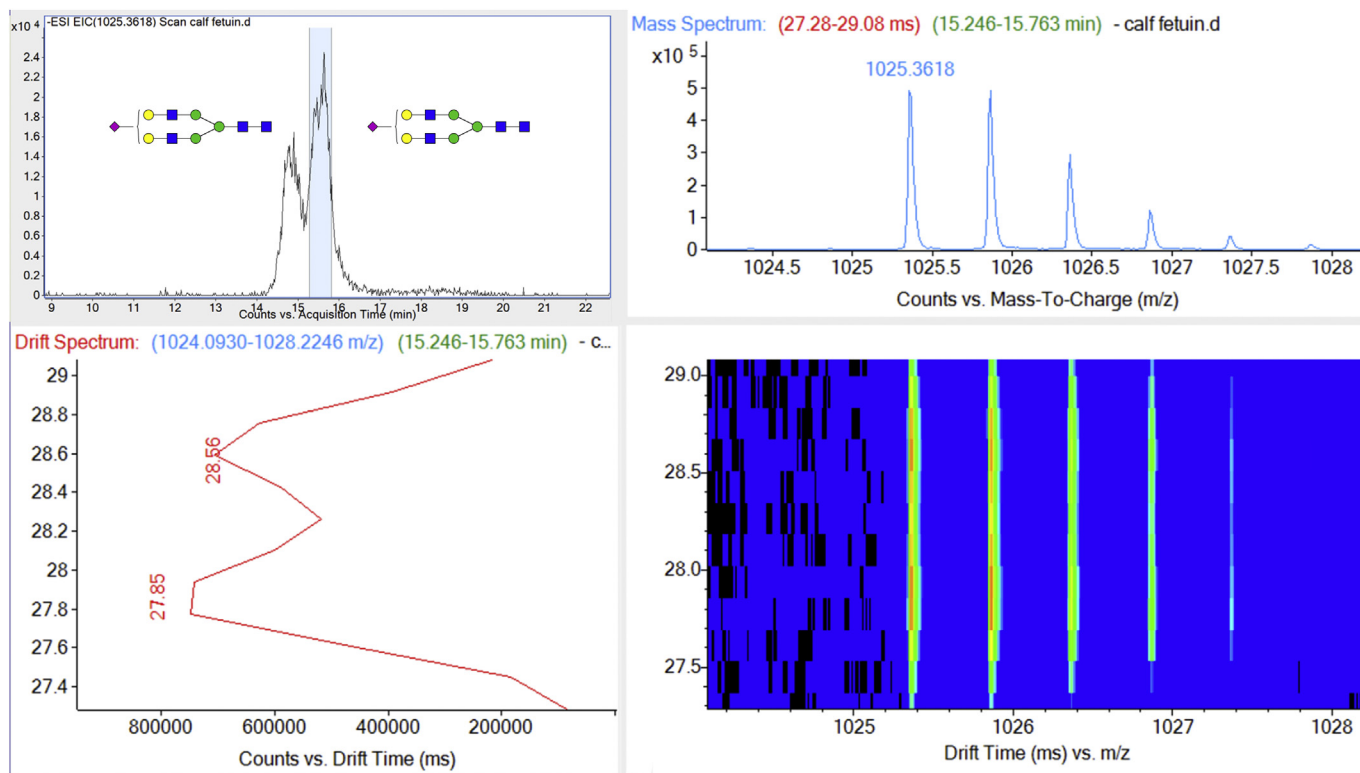 -ESI EIC(1025.3618) Scan calf fetuin.d
x10 4
2.4
2.2
2
1.8
1.6
1.4
1.2
1
0.8
0.6
0.4
0.2
0
9 10 11 12 13 14 15 16 17 18 19 20 21 22
Counts vs. Acquisition Time (min)
Mass Spectrum: (27.28-29.08 ms) (15.246-15.763 min) - calf fetuin.d
x10 5
1025.3618
5
4
3
2
1
0
1024.5 1025 1025.5 1026 1026.5 1027 1027.5 1028
Counts vs. Mass-To-Charge (m/z)
Drift Spectrum: (1024.0930-1028.2246 m/z) (15.246-15.763 min) - c...
29
28.8
28.6
28.4
28.2
28
27.8
27.6
27.4
28.56
27.85
800000 600000 400000 200000
Counts vs. Drift Time (ms)
29.0
28.5
28.0
27.5
1025 1026 1027 1028
Drift Time (ms) vs. m/z